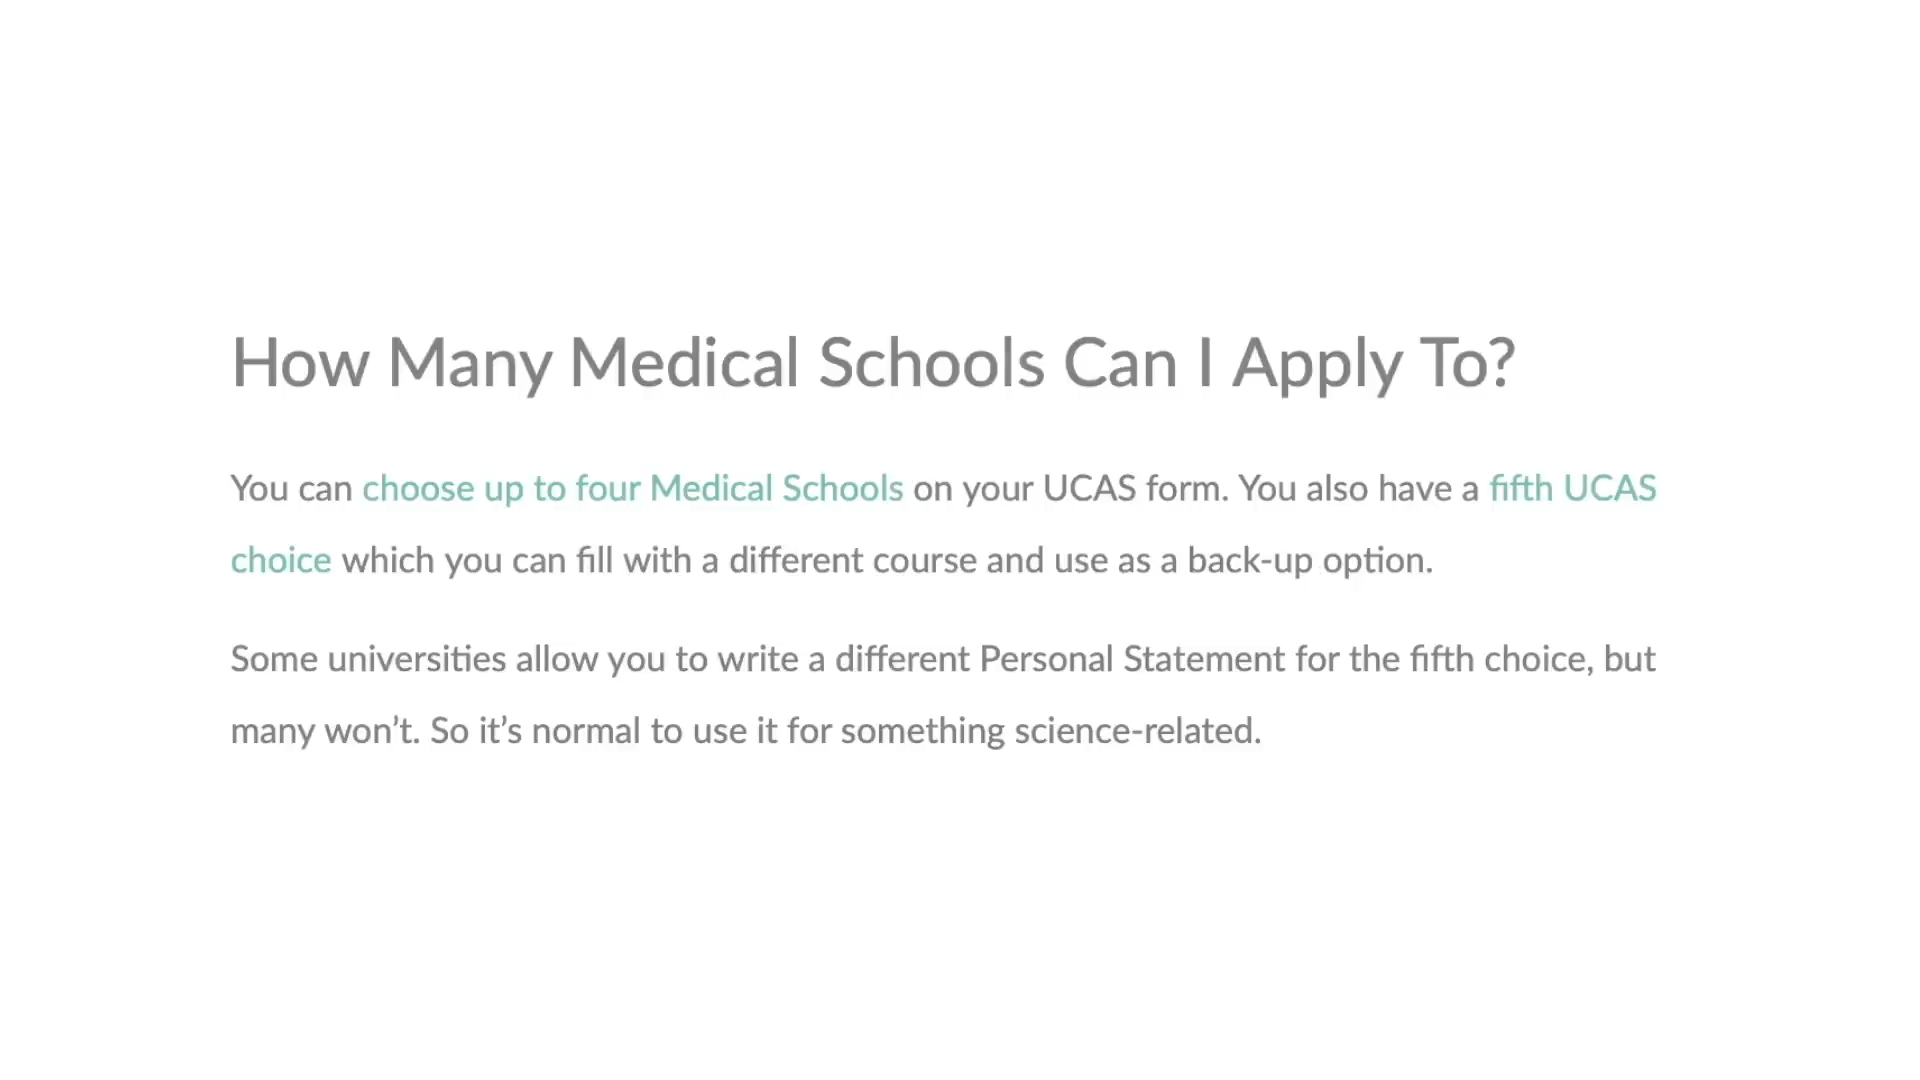 How Many Medical Schools Can I Apply To?
You can choose up to four Medical Schools on your UCAS form. You also have a fifth UCAS
choice which you can fill with a different course and use as a back-up option.
Some universities allow you to write a different Personal Statement for the fifth choice, but
many won’t. So it’s normal to use it for something science-related.